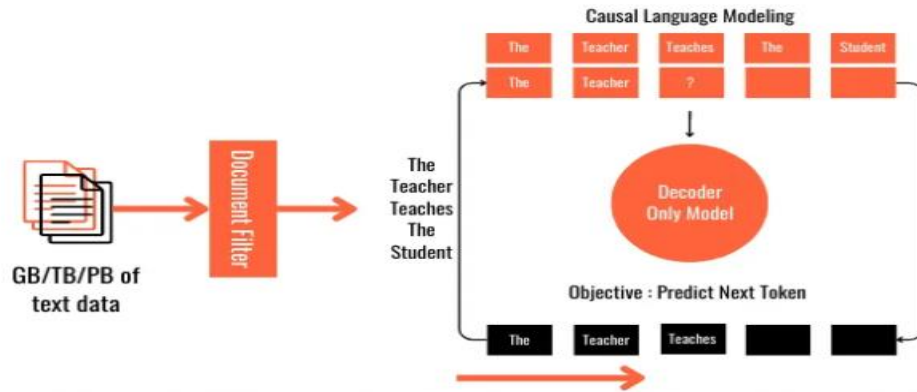 Causal Language Modeling
The Teacher Teaches The Student
The Teacher ?
Document Filter
The
Teacher
Teaches
The
Student
Decoder
Only Model
GB/TB/PB of
text data
Objective : Predict Next Token
The Teacher Teaches